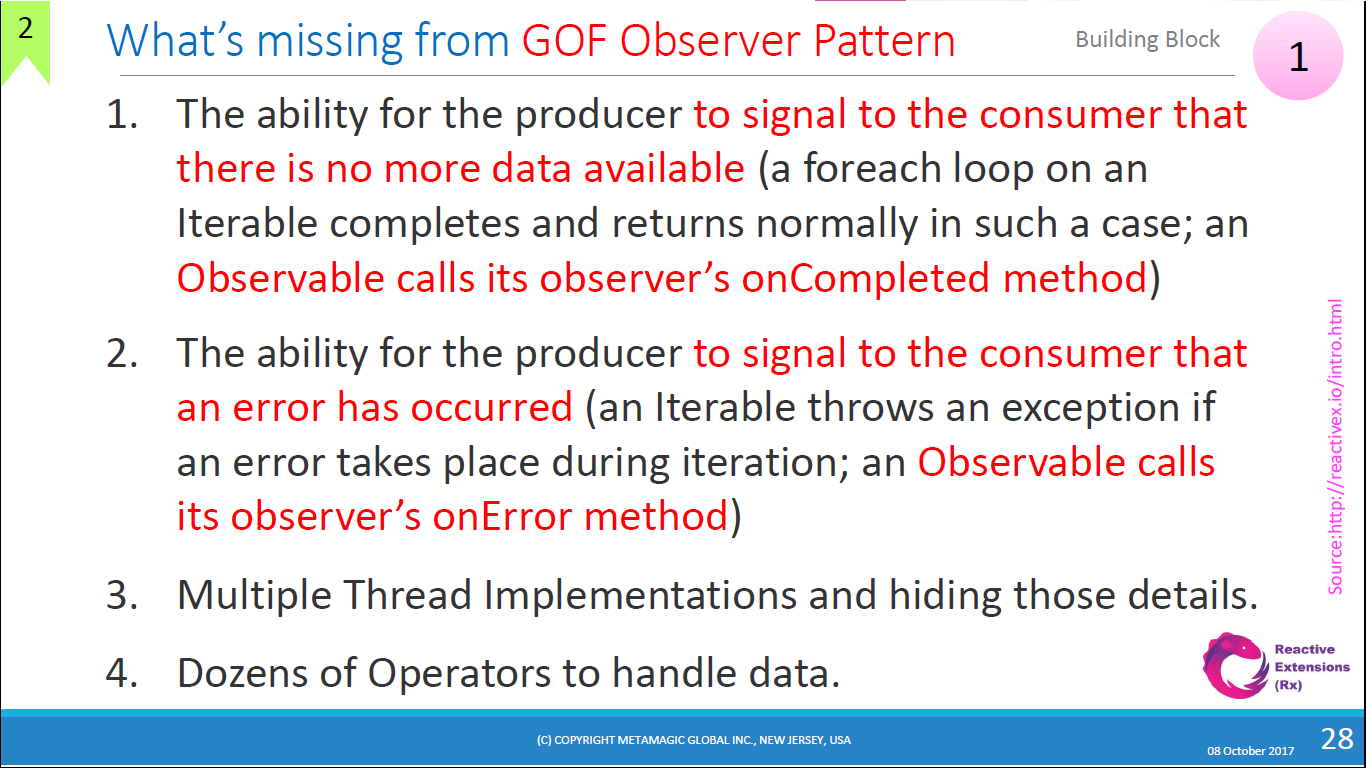 2
What’s missing from GOF Observer Pattern
Building Block
1
1. The ability for the producer to signal to the consumer that
there is no more data available (a foreach loop on an
Iterable completes and returns normally in such a case; an
Observable calls its observer’s onCompleted method)
2. The ability for the producer to signal to the consumer that
an error has occurred (an Iterable throws an exception if
an error takes place during iteration; an Observable calls
its observer’s onError method)
3. Multiple Thread Implementations and hiding those details.
4. Dozens of Operators to handle data.
Source:http://reactivex.io/intro.html
Reactive
Extensions
(Rx)
(C) COPYRIGHT METAMAGIC GLOBAL INC., NEW JERSEY, USA
08 October 2017
28